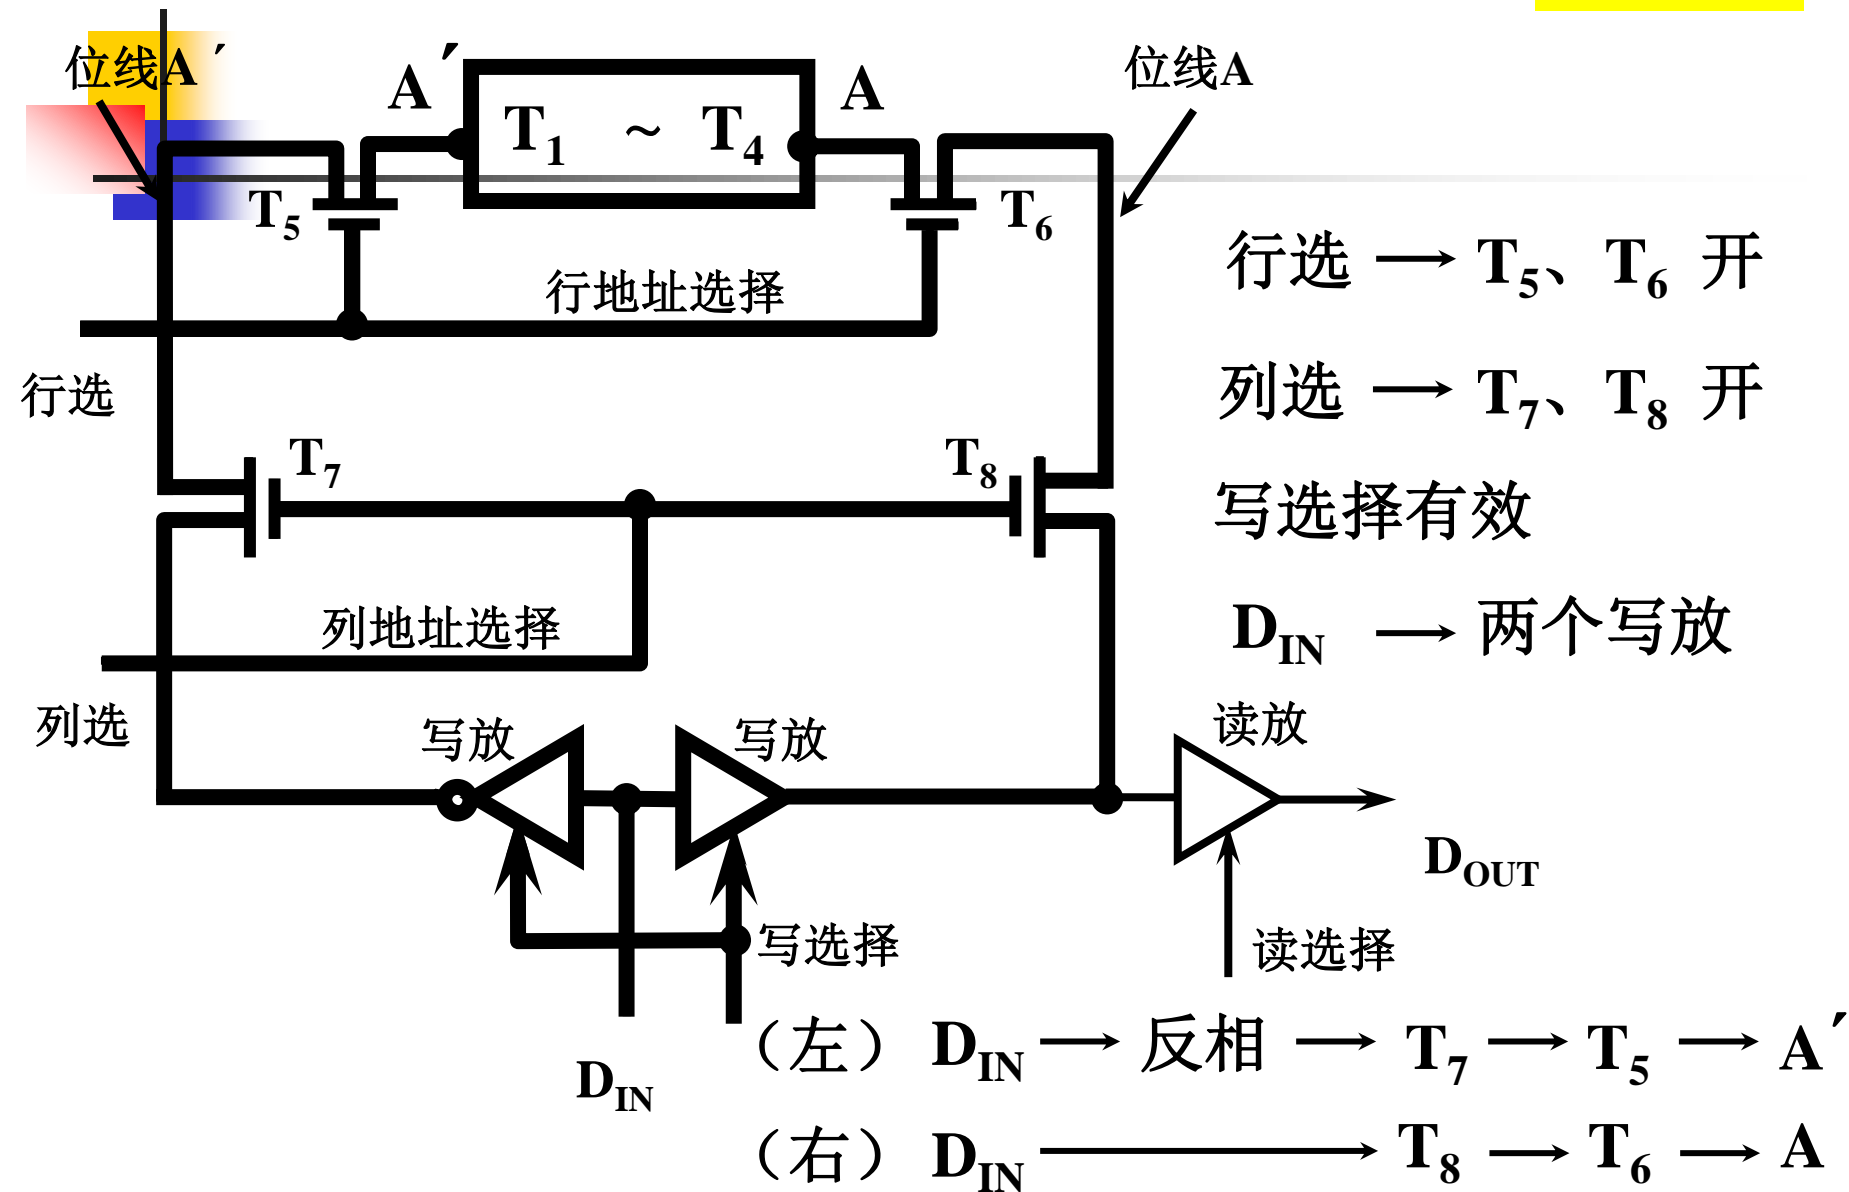 位线A′
A′
T1 ~ T4
A
位线A
T5
T6
行选 → T5、T6 开
行地址选择
行选
列选 → T7、T8 开
T7
T8
写选择有效
列地址选择
DIN → 两个写放
列选
写放
写放
读放
DOUT
写选择
读选择
DIN
（左） DIN → 反相 → T7 → T5 → A′
（右） DIN → T8 → T6 → A